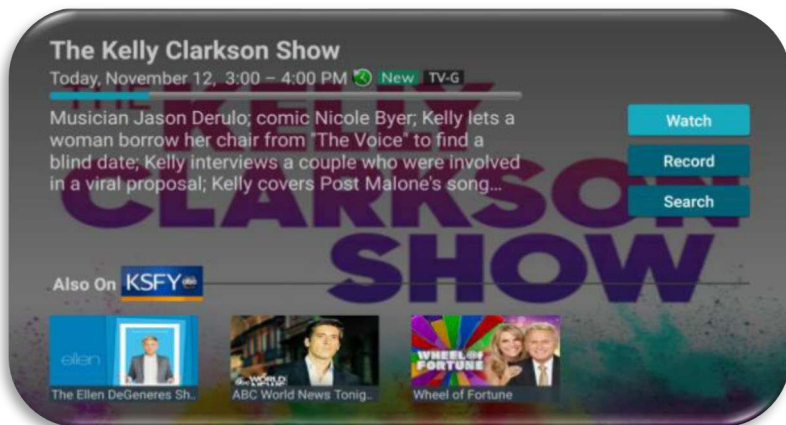 The Kelly Clarkson Show
Today, November 12, 3:00 – 4:00 PM New TV-G
Musician Jason Derulo; comic Nicole Byer; Kelly lets a
woman borrow her chair from "The Voice" to find a
blind date; Kelly interviews a couple who were involved
in a viral proposal; Kelly covers Post Malone's song...
Watch
Record
Search
THE
KELLY
CLARKSON
SHOW
Also On KSFY abc
ellen
WORLD
NEWS
WHEEL OF
FORTUNE
The Ellen DeGeneres Sh..
ABC World News Tonig..
Wheel of Fortune